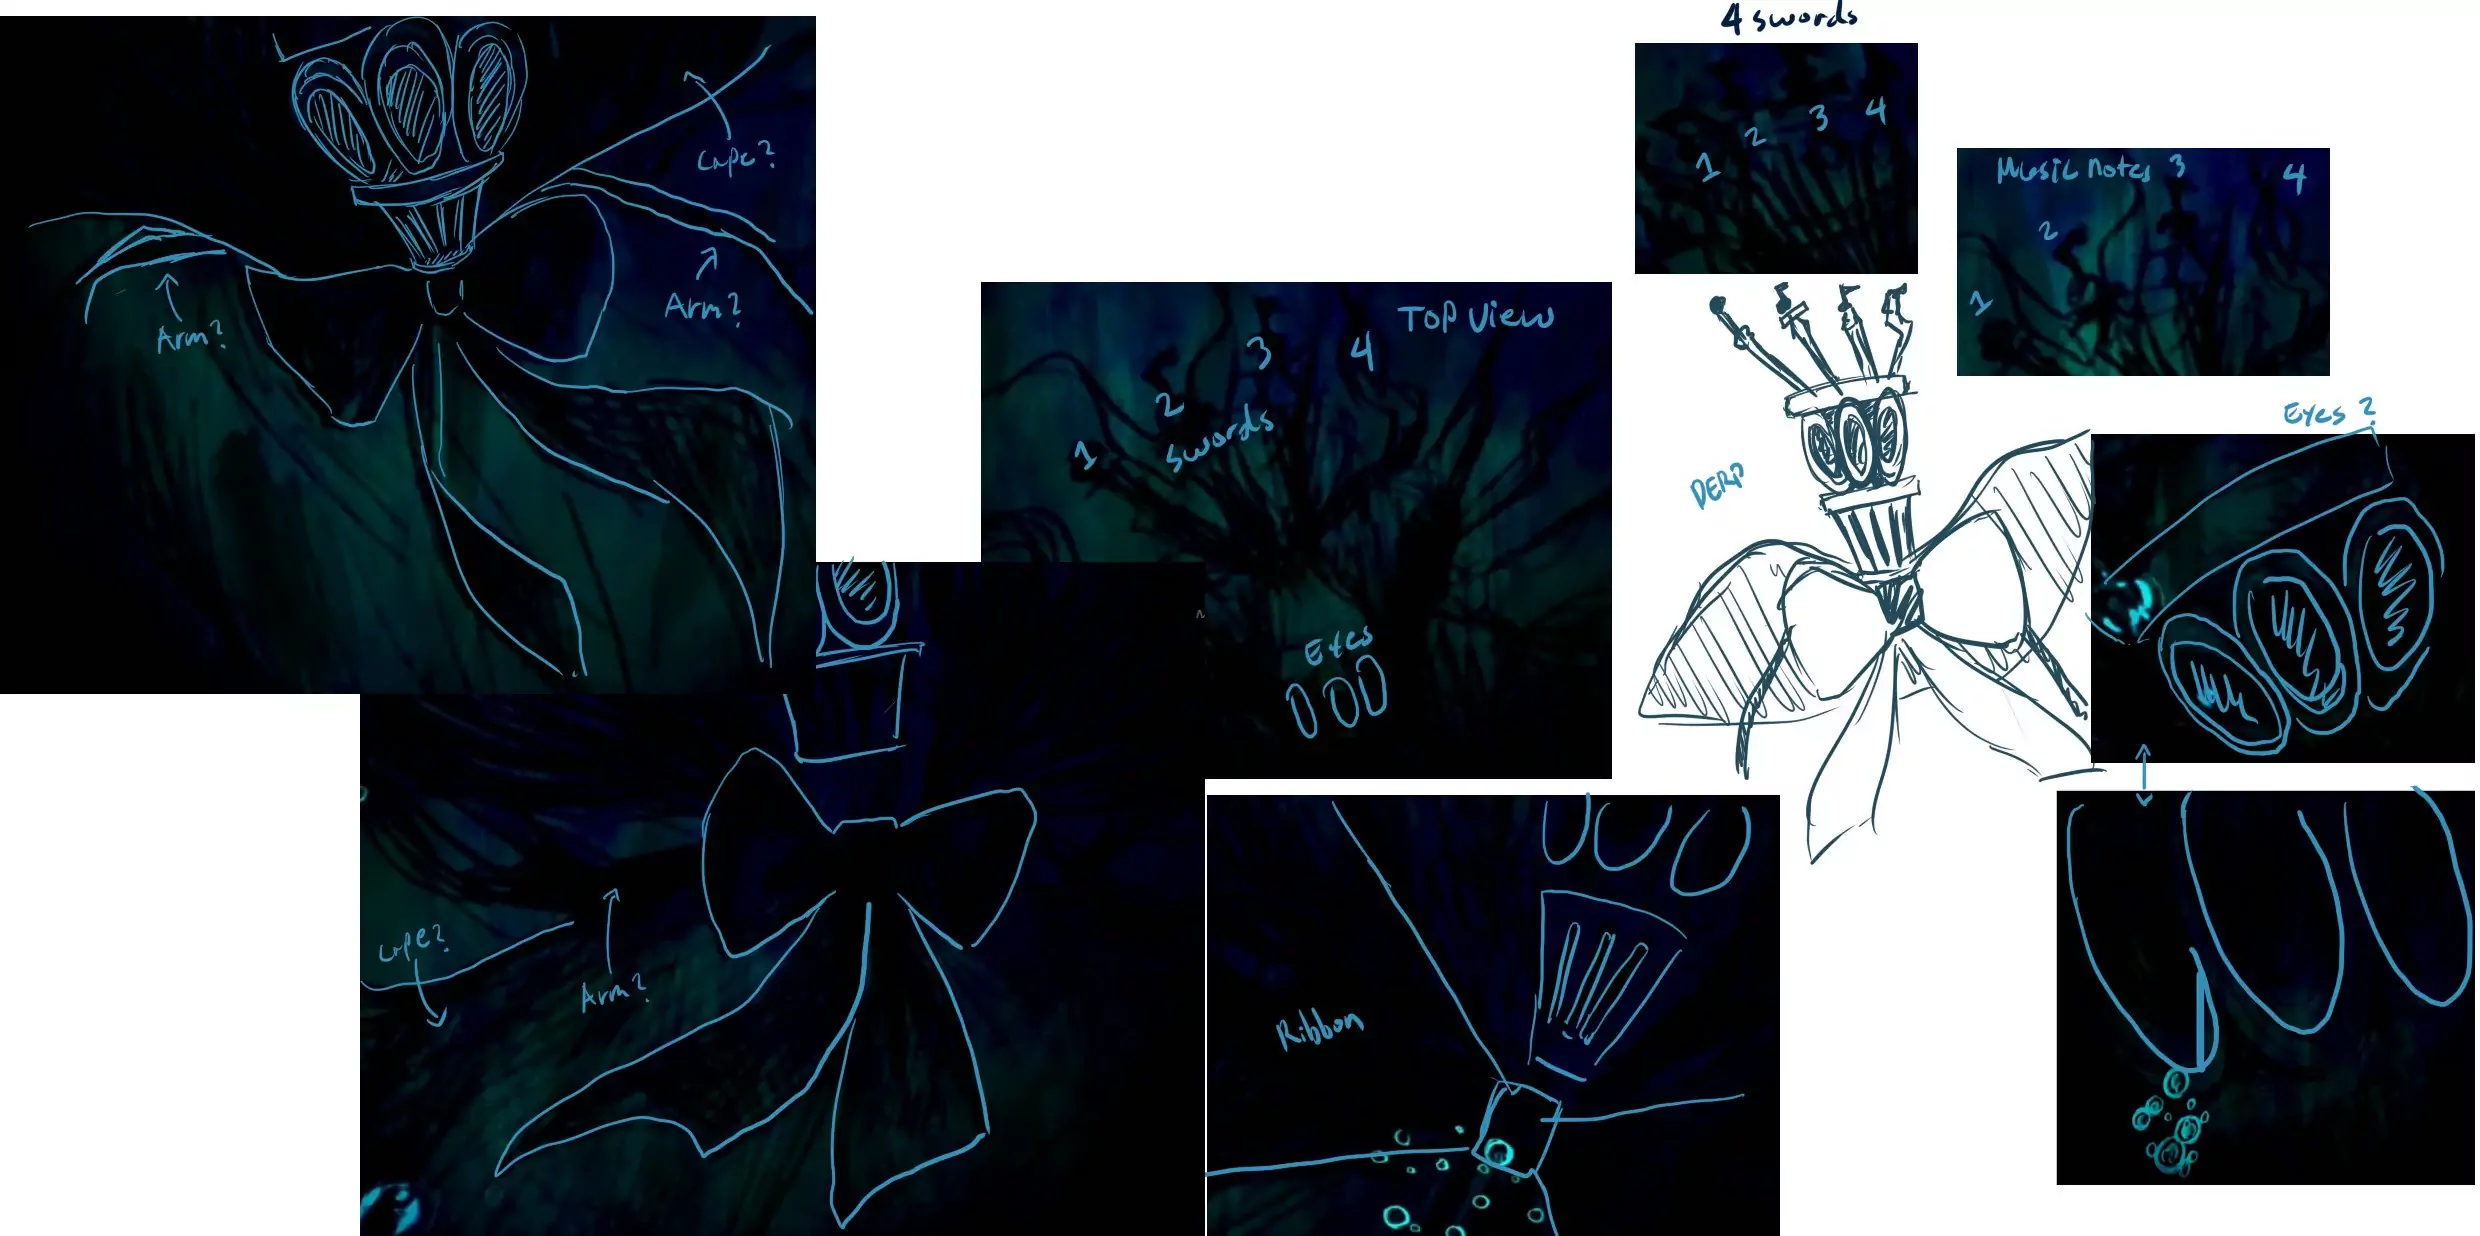 4 swords
1
2
3
4
Cape?
Arm?
Arm?
Music Notes 3
4
2
1
Top View
3
4
2
swords
1
Eyes
DERP
Eyes?
Cape?
Arm?
Ribbon